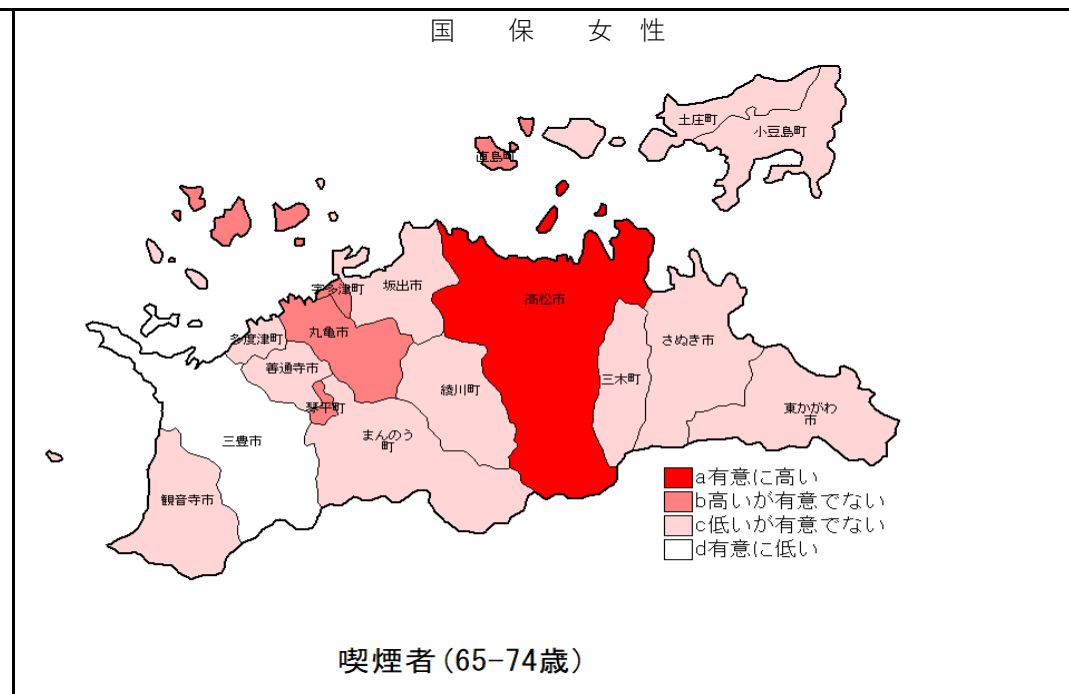 国保女性
土庄町
小豆島町
直島町
宇多津町
坂出市
高松市
丸亀市
さぬき市
多度津町
善通寺市
三木町
綾川町
琴平町
東かがわ
市
まんのう
町
三豊市
観音寺市
a有意に高い
b高いが有意でない
c低いが有意でない
d有意に低い
喫煙者(65-74歳)